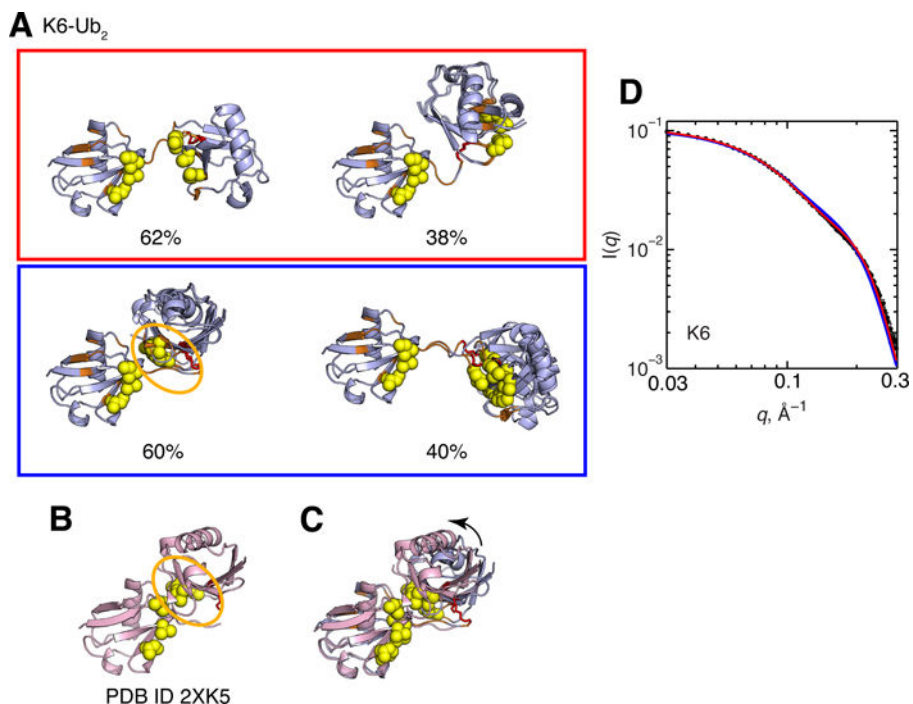 A K6-Ub2
62%
38%
60%
40%
B
PDB ID 2XK5
C
D
I(q)
10⁻¹
10⁻²
10⁻³
K6
0.03
0.1
0.3
q, Å⁻¹